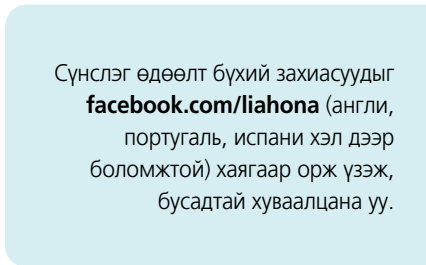 Сүнслэг өдөөлт бүхий захиасуудыг
facebook.com/liahona (англи,
португаль, испани хэл дээр
боломжтой) хаягаар орж үзэж,
бусадтай хуваалцана уу.